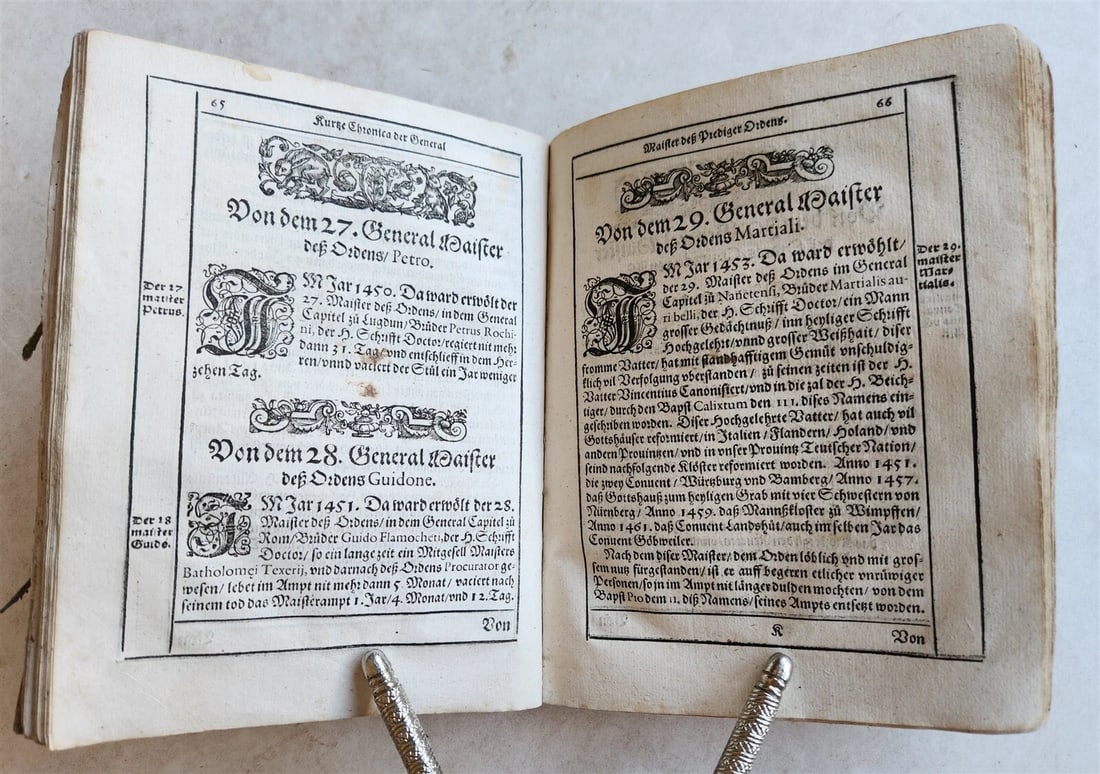 65
Kurtze Chronica der General
Von dem 27. General Maister
deß Ordens/ Petro.
Der 27
maister
Petrus.
IM Jar 1450. Da ward erwölt der
27. Maister deß Ordens/ in dem General
Capitel zů Lugdun/ Brůder Petrus Rochi-
ni, der H. Schrifft Doctor/ regiert nit mehr
dann 31. Tag/ vnd entschlieff in dem Her-
ren/ vnnd vaciert der Stůl ein Jar weniger
zehen Tag.
Von dem 28. General Maister
deß Ordens Guidone.
Der 28
maister
Guido.
IM Jar 1451. Da ward erwölt der 28.
Maister deß Ordens/ in dem General Capitel zů
Rom/ Brůder Guido Flamocheti, der H. Schrifft
Doctor/ so ein lange zeit ein Mitgesell Maisters
Bartholomęi Texerij, vnd darnach deß Ordens Procurator ge-
wesen/ lebet im Ampt nit mehr dann 5. Monat/ vaciert nach
seinem tod das Maisterampt 1. Jar/ 4. Monat/ vnd 12. Tag.
Von
66
Maister deß Prediger Ordens.
Von dem 29. General Maister
deß Ordens Martiali.
IM Jar 1453. Da ward erwöhlt/
der 29. Maister deß Ordens im General
Capitel zů Nańetensi, Brůder Martialis au-
ri belli, der H. Schrifft Doctor/ ein Mann
grosser Gedächtnuß/ inn heyliger Schrifft
Hochgelehrt/ vnnd grosser Weißhait/ diser
fromme Vatter/ hat mit standhafftigem Gemüt vnschuldig-
klich vil Verfolgung vberstanden/ zů seinen zeiten ist der H.
Vatter Vincentius Canonisiert/ vnd in die zal der H. Beich-
tiger/ durch den Bapst Calixtum den III. dises Namens ein-
geschriben worden. Diser Hochgelehrte Vatter/ hat auch vil
Gottshäuser reformiert/ in Italien/ Flandern/ Holand/ vnd
andern Prouintzen/ vnd in vnser Prouintz Teutscher Nation/
seind nachfolgende Klöster reformiert worden. Anno 1451.
die zwey Conuent/ Würtzburg vnd Bamberg/ Anno 1457.
daß Gottshauß zum heyligen Grab mit vier Schwestern von
Nürnberg/ Anno 1459. daß Mannßkloster zů Wimpffen/
Anno 1461. daß Conuent Landshůt/ auch im selben Jar das
Conuent Göbweiler.
Nach dem diser Maister/ dem Orden löblich vnd mit gros-
sem nutz fürgestanden/ ist er auff begeren etlicher vnrüwiger
Personen/ so in im Ampt nit länger dulden mochten/ von dem
Bapst Pio dem II. diß Namens/ seines Ampts entsetzt worden.
Der 29.
maister
Mars
tialis.
K
Von